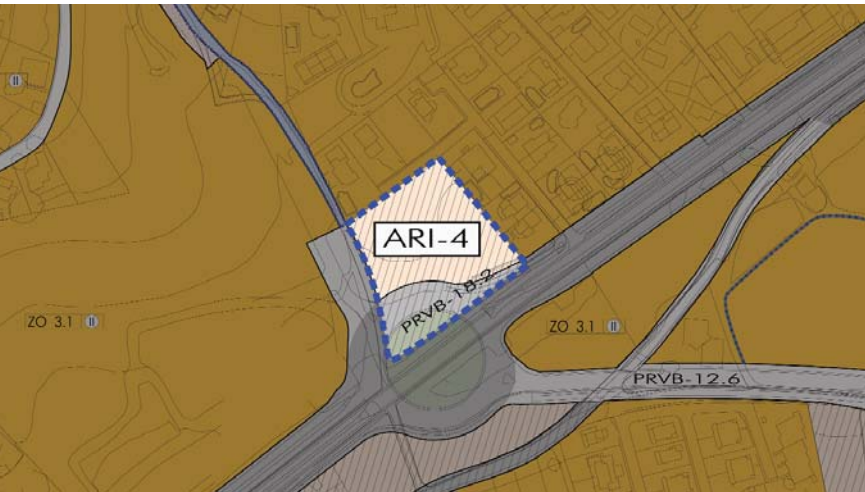 II
ARI-4
PRVB-18.2
ZO 3.1 II
ZO 3.1 II
PRVB-12.6